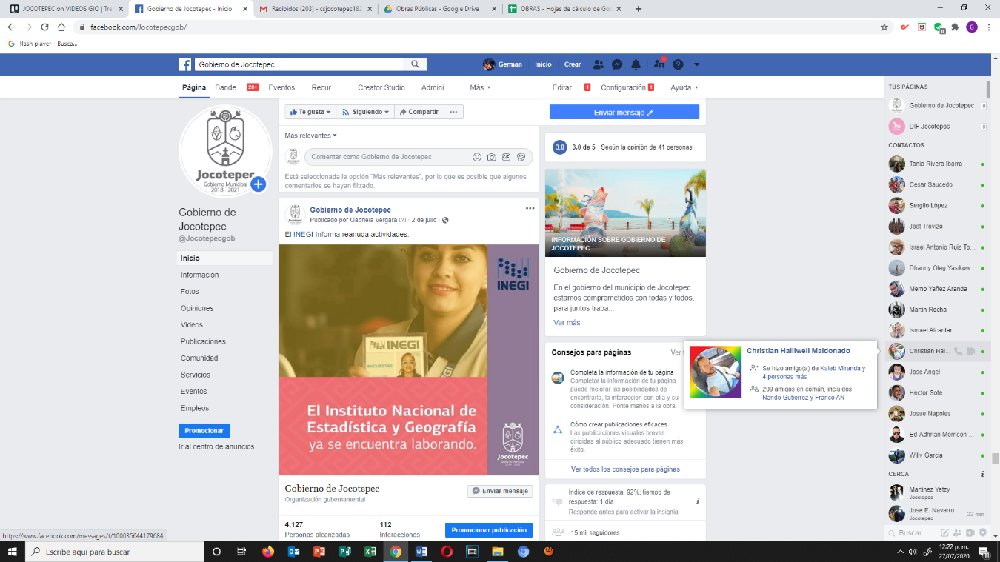 JOCOTEPEC on VIDEOS GIO | Tre
Gobierno de Jocotepec - Inicio
Recibidos (203) - csjocotepec182
Obras Públicas - Google Drive
OBRAS - Hojas de cálculo de Goo
facebook.com/Jocotepecgob/
flash player - Busca...
Gobierno de Jocotepec
German
Inicio
Crear
Página
Bande... 20+
Eventos
Recur...
Creator Studio
Admini...
Más
Editar ... 1
Configuración 1
Ayuda
Jocotepec
Gobierno Municipal
2018 - 2021
Gobierno de
Jocotepec
@Jocotepecgob
Inicio
Información
Fotos
Opiniones
Videos
Publicaciones
Comunidad
Servicios
Eventos
Empleos
Promocionar
Ir al centro de anuncios
Te gusta
Siguiendo
Compartir
Más relevantes
Comentar como Gobierno de Jocotepec
Está seleccionada la opción "Más relevantes", por lo que es posible que algunos
comentarios se hayan filtrado.
Gobierno de Jocotepec
Publicado por Gabriela Vergara [?] · 2 de julio ·
El INEGI Informa reanuda actividades.
INEGI
INEGI
ENCUESTAS
El Instituto Nacional de
Estadística y Geografía
ya se encuentra laborando.
Jocotepec
Gobierno Municipal
2018 - 2021
Gobierno de Jocotepec
Organización gubernamental
Enviar mensaje
4,127
Personas alcanzadas
112
Interacciones
Promocionar publicación
Enviar mensaje
3.0
3.0 de 5 · Según la opinión de 41 personas
INFORMACIÓN SOBRE GOBIERNO DE
JOCOTEPEC
Gobierno de Jocotepec
En el gobierno del municipio de Jocotepec
estamos comprometidos con todas y todos,
para juntos traba...
Ver más
Consejos para páginas
Ver
Completa la información de tu página
Completar la información de tu página
puede mejorar las posibilidades de
encontrarla, la interacción con ella y su
consideración. Ponte manos a la obra.
Cómo crear publicaciones eficaces
Las publicaciones visuales breves
dirigidas al público adecuado tienen más
éxito.
Ver todos los consejos para páginas
Índice de respuesta: 92%; tiempo de
respuesta: 1 día
Responde antes para activar la insignia
15 mil seguidores
Christian Halliwell Maldonado
Se hizo amigo(a) de Kaleb Miranda y
4 personas más
209 amigos en común, incluidos
Nando Gutierrez y Franco AN
TUS PÁGINAS
Gobierno de Jocotepec 9
DIF Jocotepec 9
CONTACTOS
Tania Rivera Ibarra
Cesar Saucedo
Sergiio López
Jest Trevizo
Israel Antonio Ruiz To...
Dhanny Oleg Yasikow
Memo Yañez Aranda
Martin Rocha
Ismael Alcantar
Christian Hal...
Jose Angel
Hector Sote
Josue Napoles
Ed-Adhrian Morrison ...
Willy Garcia
CERCA
Martinez Yetzy
Jocotepec
Jose E. Navarro
Jocotepec
22 min
Buscar
https://www.facebook.com/messages/t/100035644179684
Escribe aquí para buscar
12:22 p. m.
27/07/2020
11